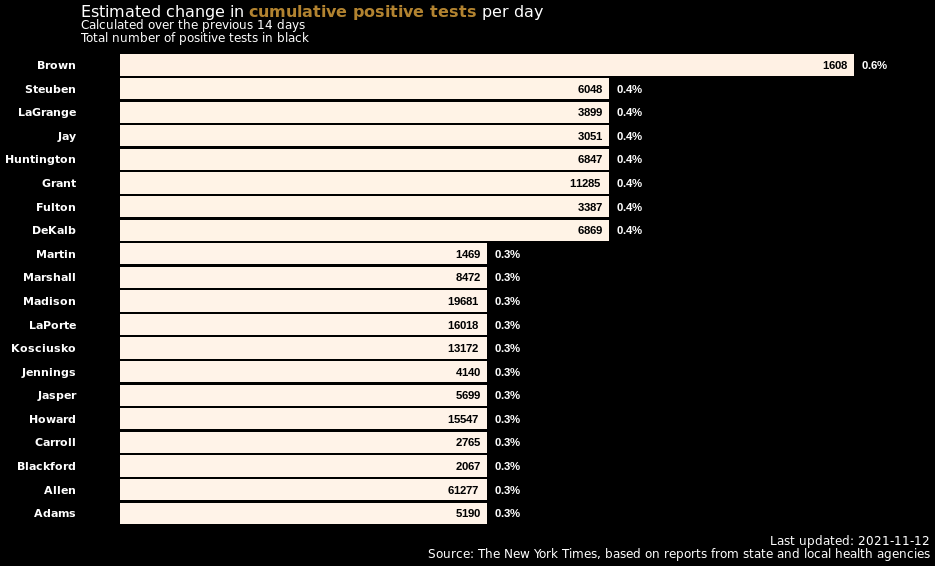 Estimated change in cumulative positive tests per day
Calculated over the previous 14 days
Total number of positive tests in black
Brown 1608 0.6%
Steuben 6048 0.4%
LaGrange 3899 0.4%
Jay 3051 0.4%
Huntington 6847 0.4%
Grant 11285 0.4%
Fulton 3387 0.4%
DeKalb 6869 0.4%
Martin 1469 0.3%
Marshall 8472 0.3%
Madison 19681 0.3%
LaPorte 16018 0.3%
Kosciusko 13172 0.3%
Jennings 4140 0.3%
Jasper 5699 0.3%
Howard 15547 0.3%
Carroll 2765 0.3%
Blackford 2067 0.3%
Allen 61277 0.3%
Adams 5190 0.3%
Last updated: 2021-11-12
Source: The New York Times, based on reports from state and local health agencies